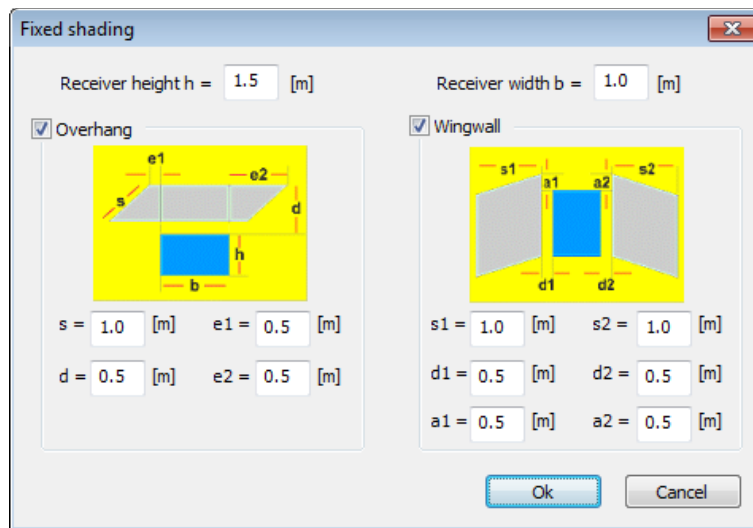 Fixed shading
Receiver height h = 1.5 [m]
Receiver width b = 1.0 [m]
Overhang
e1
e2
s
d
h
b
s = 1.0 [m] e1 = 0.5 [m]
d = 0.5 [m] e2 = 0.5 [m]
Wingwall
s1 s2
a1 a2
d1 d2
s1 = 1.0 [m] s2 = 1.0 [m]
d1 = 0.5 [m] d2 = 0.5 [m]
a1 = 0.5 [m] a2 = 0.5 [m]
Ok Cancel